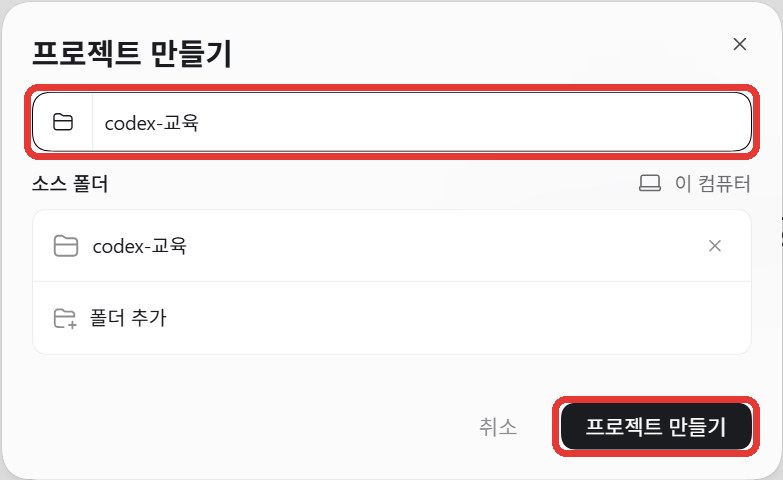 프로젝트 만들기
codex-교육
소스 폴더
이 컴퓨터
codex-교육
폴더 추가
취소
프로젝트 만들기